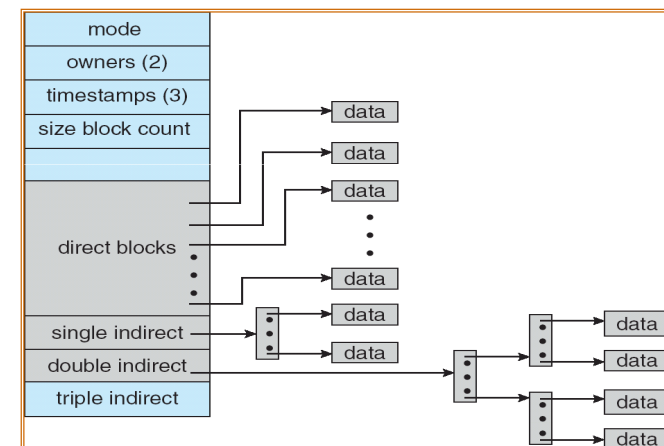 mode
owners (2)
timestamps (3)
size block count
direct blocks
single indirect
double indirect
triple indirect
data
data
data
data
data
data
data
data
data
data